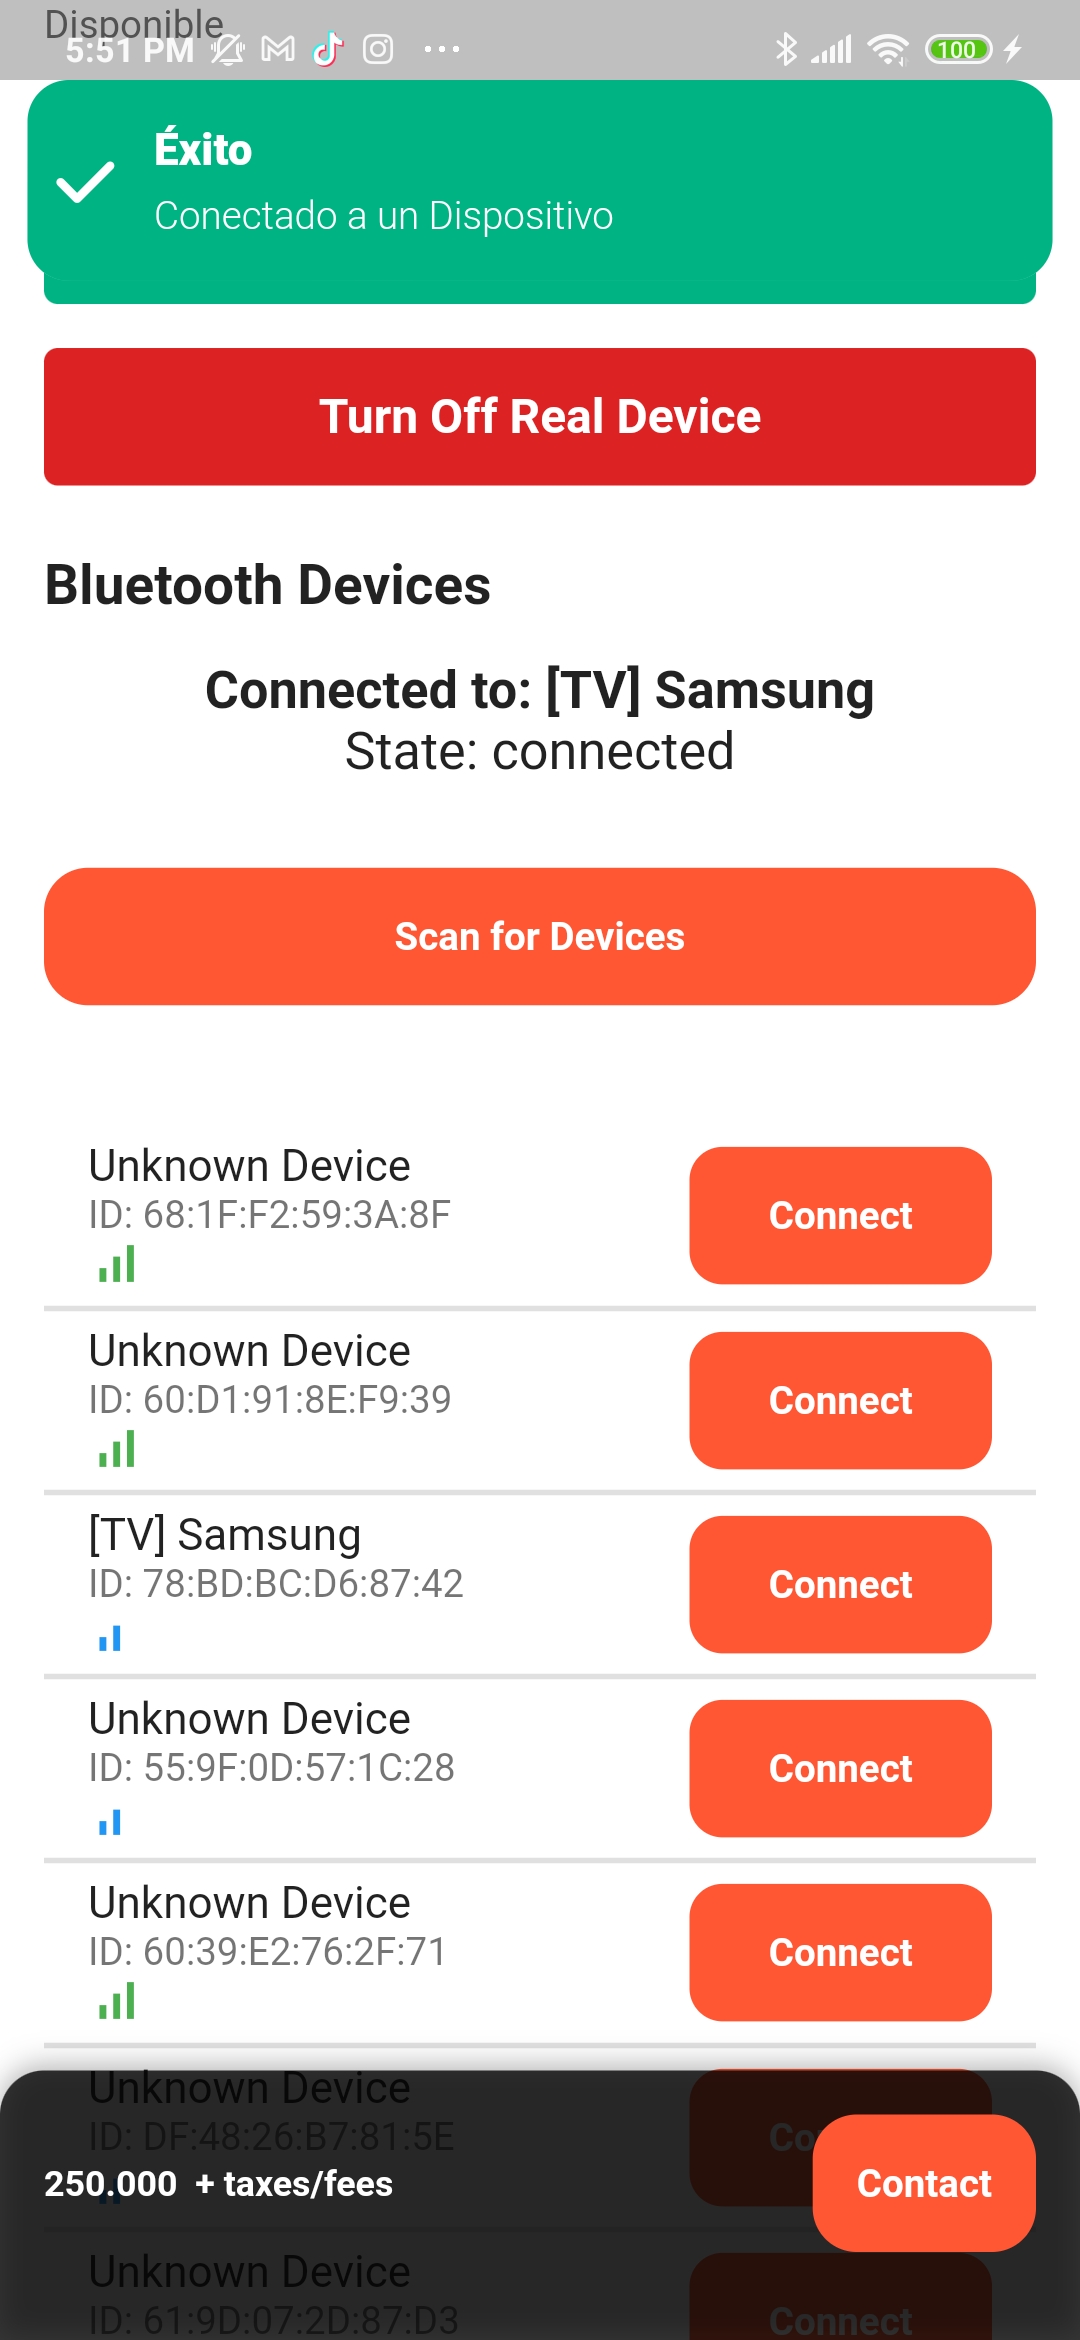 Disponible
5:51 PM
100
Éxito
Conectado a un Dispositivo
Turn Off Real Device
Bluetooth Devices
Connected to: [TV] Samsung
State: connected
Scan for Devices
Unknown Device
ID: 68:1F:F2:59:3A:8F
Connect
Unknown Device
ID: 60:D1:91:8E:F9:39
Connect
[TV] Samsung
ID: 78:BD:BC:D6:87:42
Connect
Unknown Device
ID: 55:9F:0D:57:1C:28
Connect
Unknown Device
ID: 60:39:E2:76:2F:71
Connect
Unknown Device
ID: DF:48:26:B7:81:5E
Co
250.000 + taxes/fees
Contact
Unknown Device
ID: 61:9D:07:2D:87:D3
Connect